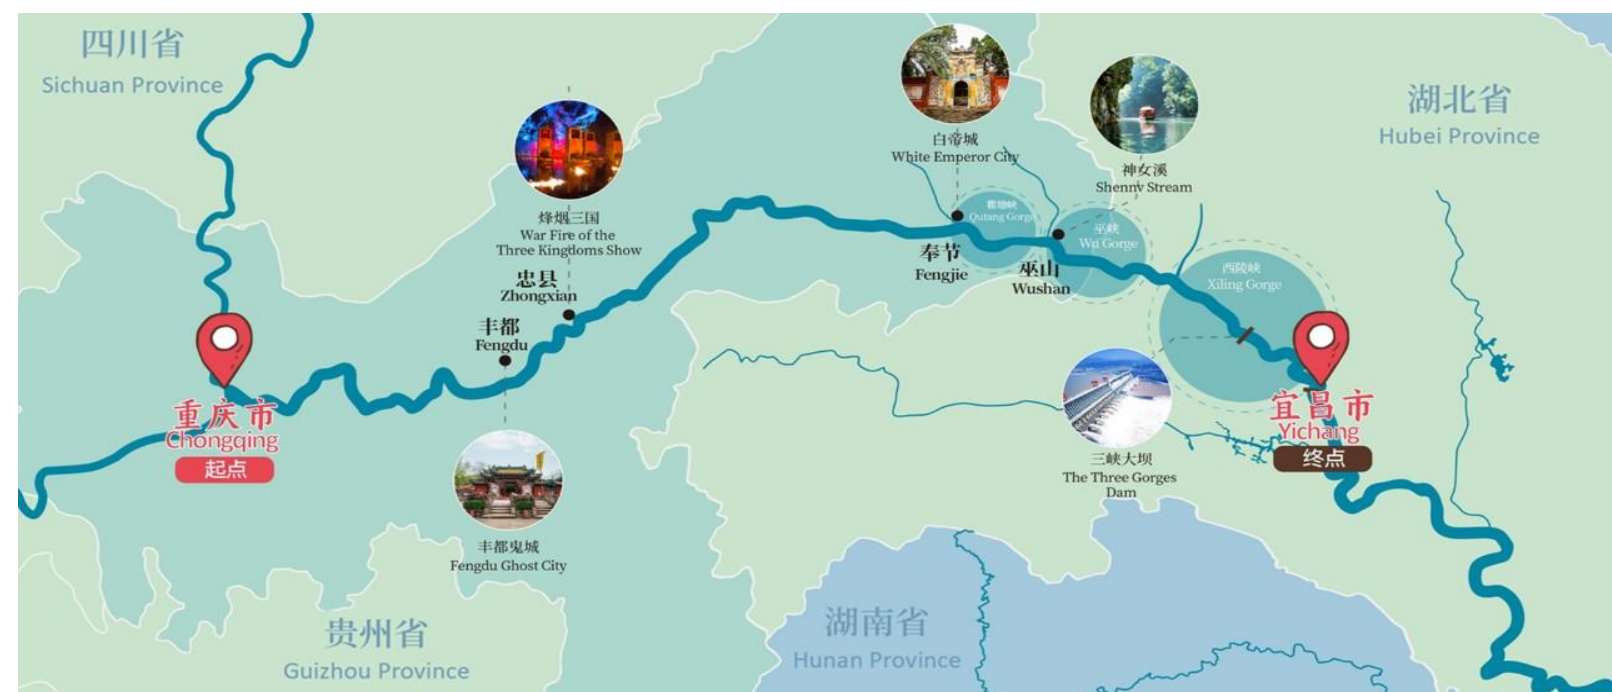 四川省
Sichuan Province
湖北省
Hubei Province
烽烟三国
War Fire of the
Three Kingdoms Show
白帝城
White Emperor City
神女溪
Shennv Stream
忠县
Zhongxian
丰都
Fengdu
瞿塘峡
Qutang Gorge
奉节
Fengjie
巫峡
Wu Gorge
巫山
Wushan
西陵峡
Xiling Gorge
重庆市
Chongqing
起点
宜昌市
Yichang
终点
三峡大坝
The Three Gorges
Dam
丰都鬼城
Fengdu Ghost City
贵州省
Guizhou Province
湖南省
Hunan Province